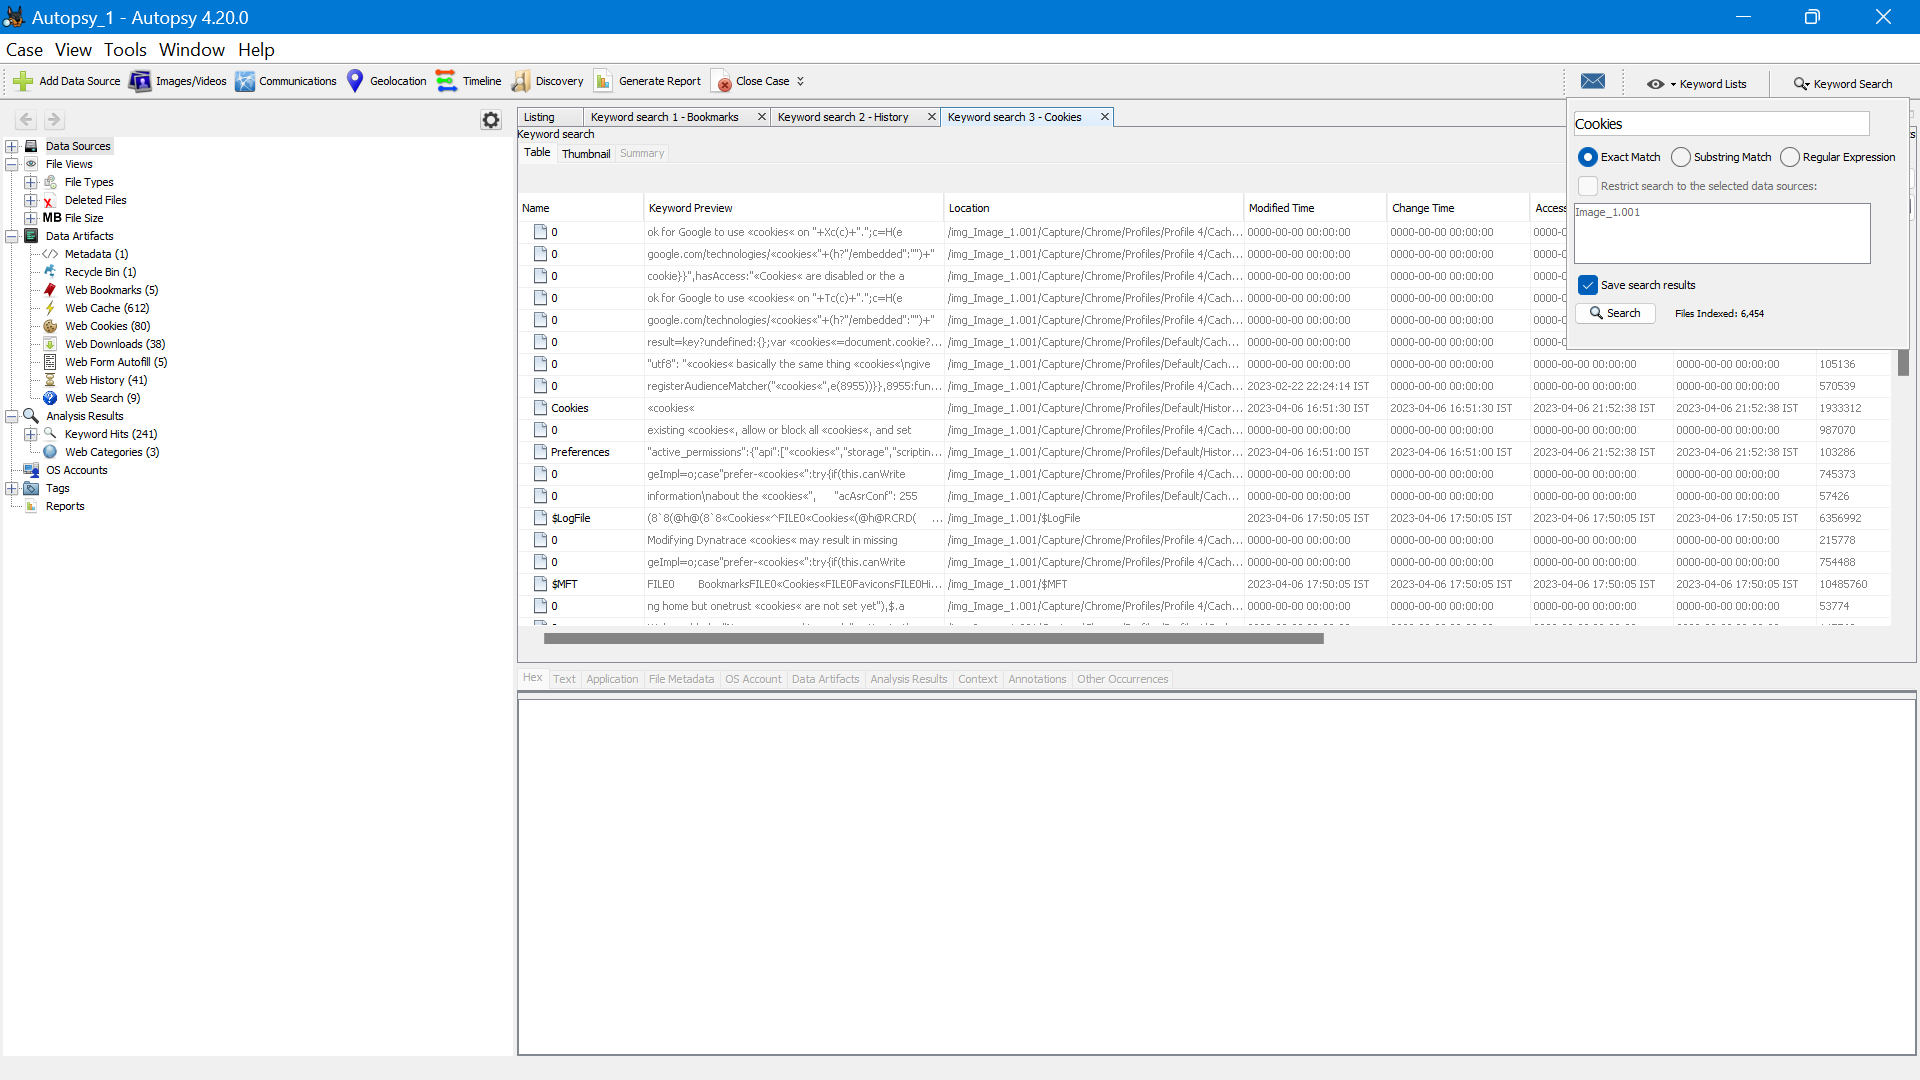 Autopsy_1 - Autopsy 4.20.0
Case View Tools Window Help
Add Data Source Images/Videos Communications Geolocation Timeline Discovery Generate Report Close Case Keyword Lists Keyword Search
Data Sources
File Views
File Types
Deleted Files
MB File Size
Data Artifacts
Metadata (1)
Recycle Bin (1)
Web Bookmarks (5)
Web Cache (612)
Web Cookies (80)
Web Downloads (38)
Web Form Autofill (5)
Web History (41)
Web Search (9)
Analysis Results
Keyword Hits (241)
Web Categories (3)
OS Accounts
Tags
Reports
Listing Keyword search 1 - Bookmarks Keyword search 2 - History Keyword search 3 - Cookies
Keyword search
Table Thumbnail Summary
Name Keyword Preview Location Modified Time Change Time Access
0 ok for Google to use «cookies« on "+Xc(c)+".";c=H(e /img_Image_1.001/Capture/Chrome/Profiles/Profile 4/Cach... 0000-00-00 00:00:00 0000-00-00 00:00:00 0000-0
0 google.com/technologies/«cookies«"+(h?"/embedded":"")+" /img_Image_1.001/Capture/Chrome/Profiles/Profile 4/Cach... 0000-00-00 00:00:00 0000-00-00 00:00:00 0000-0
0 cookie}}",hasAccess:"«Cookies« are disabled or the a /img_Image_1.001/Capture/Chrome/Profiles/Profile 4/Cach... 0000-00-00 00:00:00 0000-00-00 00:00:00 0000-0
0 ok for Google to use «cookies« on "+Tc(c)+".";c=H(e /img_Image_1.001/Capture/Chrome/Profiles/Profile 4/Cach... 0000-00-00 00:00:00 0000-00-00 00:00:00 0000-0
0 google.com/technologies/«cookies«"+(h?"/embedded":"")+" /img_Image_1.001/Capture/Chrome/Profiles/Profile 4/Cach... 0000-00-00 00:00:00 0000-00-00 00:00:00 0000-0
0 result=key?undefined:{};var «cookies«=document.cookie?... /img_Image_1.001/Capture/Chrome/Profiles/Default/Cach... 0000-00-00 00:00:00 0000-00-00 00:00:00 0000-0
0 "utf8": "«cookies« basically the same thing «cookies«\ngive /img_Image_1.001/Capture/Chrome/Profiles/Default/Cach... 0000-00-00 00:00:00 0000-00-00 00:00:00 0000-00-00 00:00:00 0000-00-00 00:00:00 105136
0 registerAudienceMatcher("«cookies«",e(8955))}},8955:fun... /img_Image_1.001/Capture/Chrome/Profiles/Profile 4/Cach... 2023-02-22 22:24:14 IST 0000-00-00 00:00:00 0000-00-00 00:00:00 0000-00-00 00:00:00 570539
Cookies «cookies« /img_Image_1.001/Capture/Chrome/Profiles/Default/Histor... 2023-04-06 16:51:30 IST 2023-04-06 16:51:30 IST 2023-04-06 21:52:38 IST 2023-04-06 21:52:38 IST 1933312
0 existing «cookies«, allow or block all «cookies«, and set /img_Image_1.001/Capture/Chrome/Profiles/Profile 4/Cach... 0000-00-00 00:00:00 0000-00-00 00:00:00 0000-00-00 00:00:00 0000-00-00 00:00:00 987070
Preferences "active_permissions":{"api":["«cookies«","storage","scriptin... /img_Image_1.001/Capture/Chrome/Profiles/Default/Histor... 2023-04-06 16:51:00 IST 2023-04-06 16:51:00 IST 2023-04-06 21:52:38 IST 2023-04-06 21:52:38 IST 103286
0 geImpl=o;case"prefer-«cookies«":try{if(this.canWrite /img_Image_1.001/Capture/Chrome/Profiles/Profile 4/Cach... 0000-00-00 00:00:00 0000-00-00 00:00:00 0000-00-00 00:00:00 0000-00-00 00:00:00 745373
0 information\nabout the «cookies«", "acAsrConf": 255 /img_Image_1.001/Capture/Chrome/Profiles/Default/Cach... 0000-00-00 00:00:00 0000-00-00 00:00:00 0000-00-00 00:00:00 0000-00-00 00:00:00 57426
$LogFile (8`8(@h@(8`8«Cookies«^FILE0«Cookies«(@h@RCRD( ... /img_Image_1.001/$LogFile 2023-04-06 17:50:05 IST 2023-04-06 17:50:05 IST 2023-04-06 17:50:05 IST 2023-04-06 17:50:05 IST 6356992
0 Modifying Dynatrace «cookies« may result in missing /img_Image_1.001/Capture/Chrome/Profiles/Profile 4/Cach... 0000-00-00 00:00:00 0000-00-00 00:00:00 0000-00-00 00:00:00 0000-00-00 00:00:00 215778
0 geImpl=o;case"prefer-«cookies«":try{if(this.canWrite /img_Image_1.001/Capture/Chrome/Profiles/Profile 4/Cach... 0000-00-00 00:00:00 0000-00-00 00:00:00 0000-00-00 00:00:00 0000-00-00 00:00:00 754488
$MFT FILE0 BookmarksFILE0«Cookies«FILE0FaviconsFILE0Hi... /img_Image_1.001/$MFT 2023-04-06 17:50:05 IST 2023-04-06 17:50:05 IST 2023-04-06 17:50:05 IST 2023-04-06 17:50:05 IST 10485760
0 ng home but onetrust «cookies« are not set yet"),$.a /img_Image_1.001/Capture/Chrome/Profiles/Profile 4/Cach... 0000-00-00 00:00:00 0000-00-00 00:00:00 0000-00-00 00:00:00 0000-00-00 00:00:00 53774
Cookies
Exact Match Substring Match Regular Expression
Restrict search to the selected data sources:
Image_1.001
Save search results
Search Files Indexed: 6,454
Hex Text Application File Metadata OS Account Data Artifacts Analysis Results Context Annotations Other Occurrences